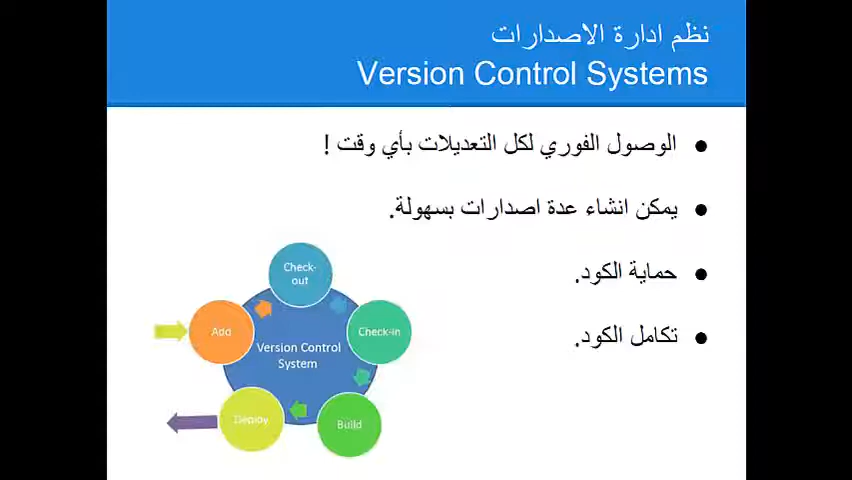 نظم ادارة الاصدارات
Version Control Systems
الوصول الفوري لكل التعديلات بأي وقت !
يمكن انشاء عدة اصدارات بسهولة.
حماية الكود.
تكامل الكود.
Check-
out
Add
Check-in
Version Control
System
Deploy
Build